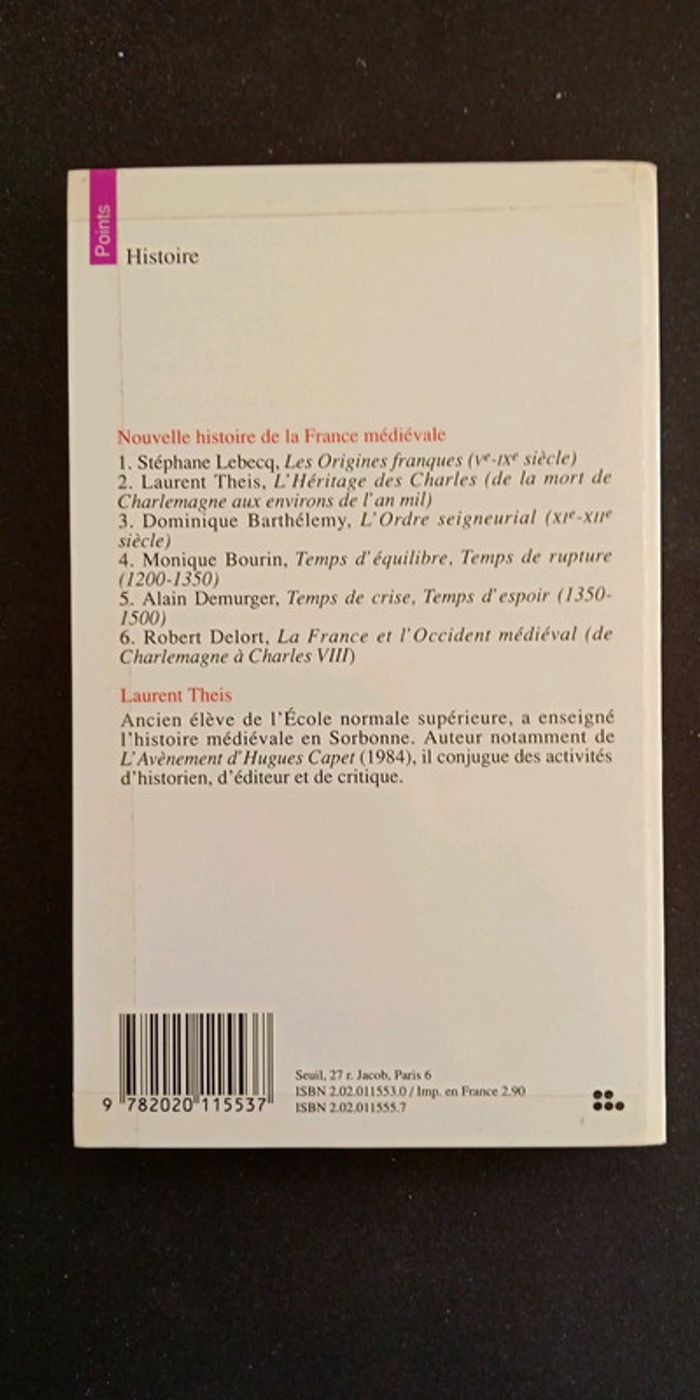 Points
Histoire
Nouvelle histoire de la France médiévale
1. Stéphane Lebecq, Les Origines franques (Ve-IXe siècle)
2. Laurent Theis, L'Héritage des Charles (de la mort de
Charlemagne aux environs de l'an mil)
3. Dominique Barthélemy, L'Ordre seigneurial (XIe-XIIe
siècle)
4. Monique Bourin, Temps d'équilibre, Temps de rupture
(1200-1350)
5. Alain Demurger, Temps de crise, Temps d'espoir (1350-
1500)
6. Robert Delort, La France et l'Occident médiéval (de
Charlemagne à Charles VIII)
Laurent Theis
Ancien élève de l'École normale supérieure, a enseigné
l'histoire médiévale en Sorbonne. Auteur notamment de
L'Avènement d'Hugues Capet (1984), il conjugue des activités
d'historien, d'éditeur et de critique.
9 782020 115537
Seuil, 27 r. Jacob, Paris 6
ISBN 2.02.011553.0 / Imp. en France 2.90
ISBN 2.02.011555.7